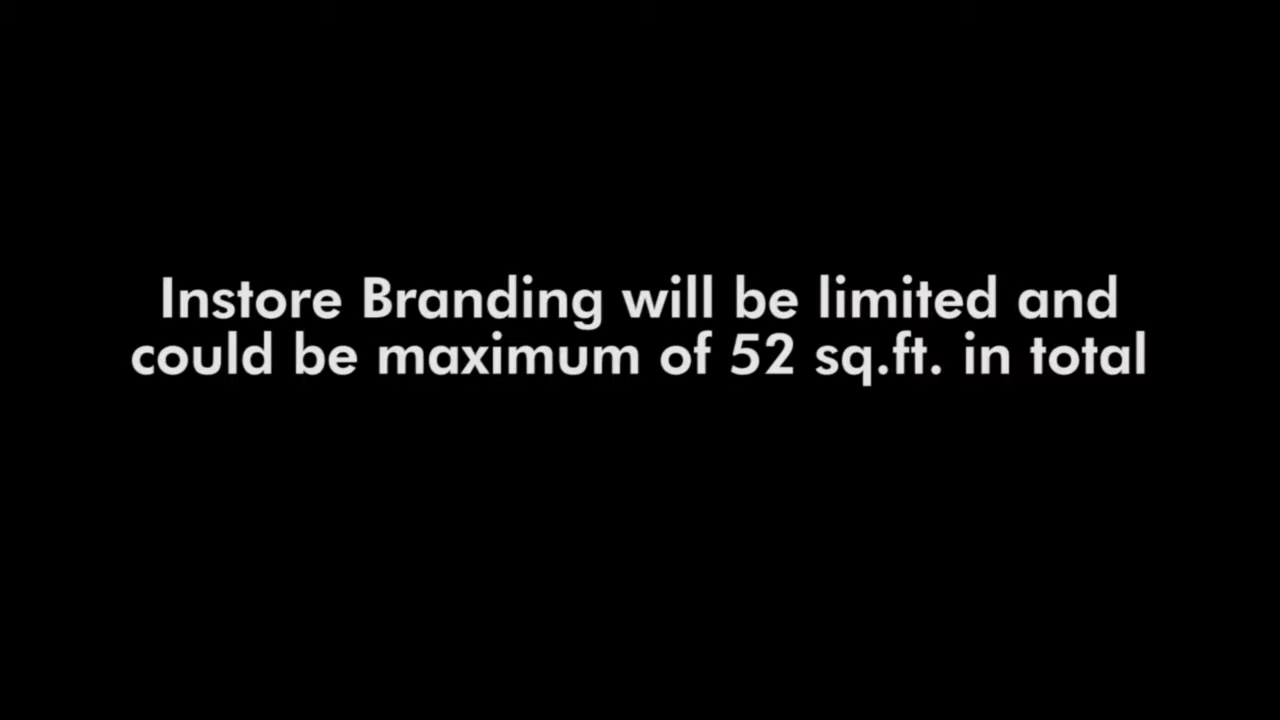 Instore Branding will be limited and
could be maximum of 52 sq.ft. in total